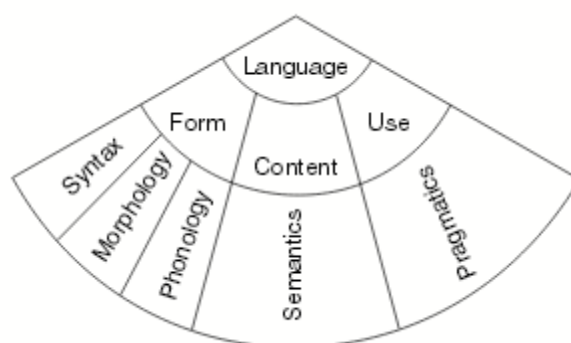 Language
Form
Use
Content
Syntax
Morphology
Phonology
Semantics
Pragmatics